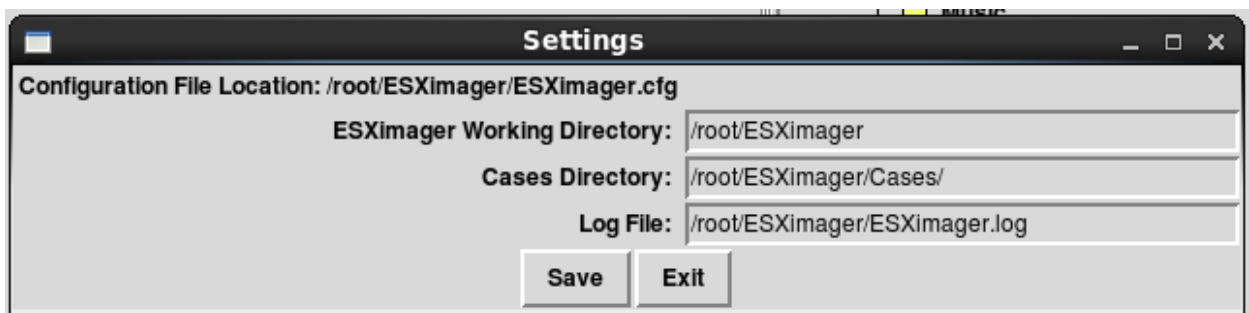 Settings
Configuration File Location: /root/ESXimager/ESXimager.cfg
ESXimager Working Directory: /root/ESXimager
Cases Directory: /root/ESXimager/Cases/
Log File: /root/ESXimager/ESXimager.log
Save Exit